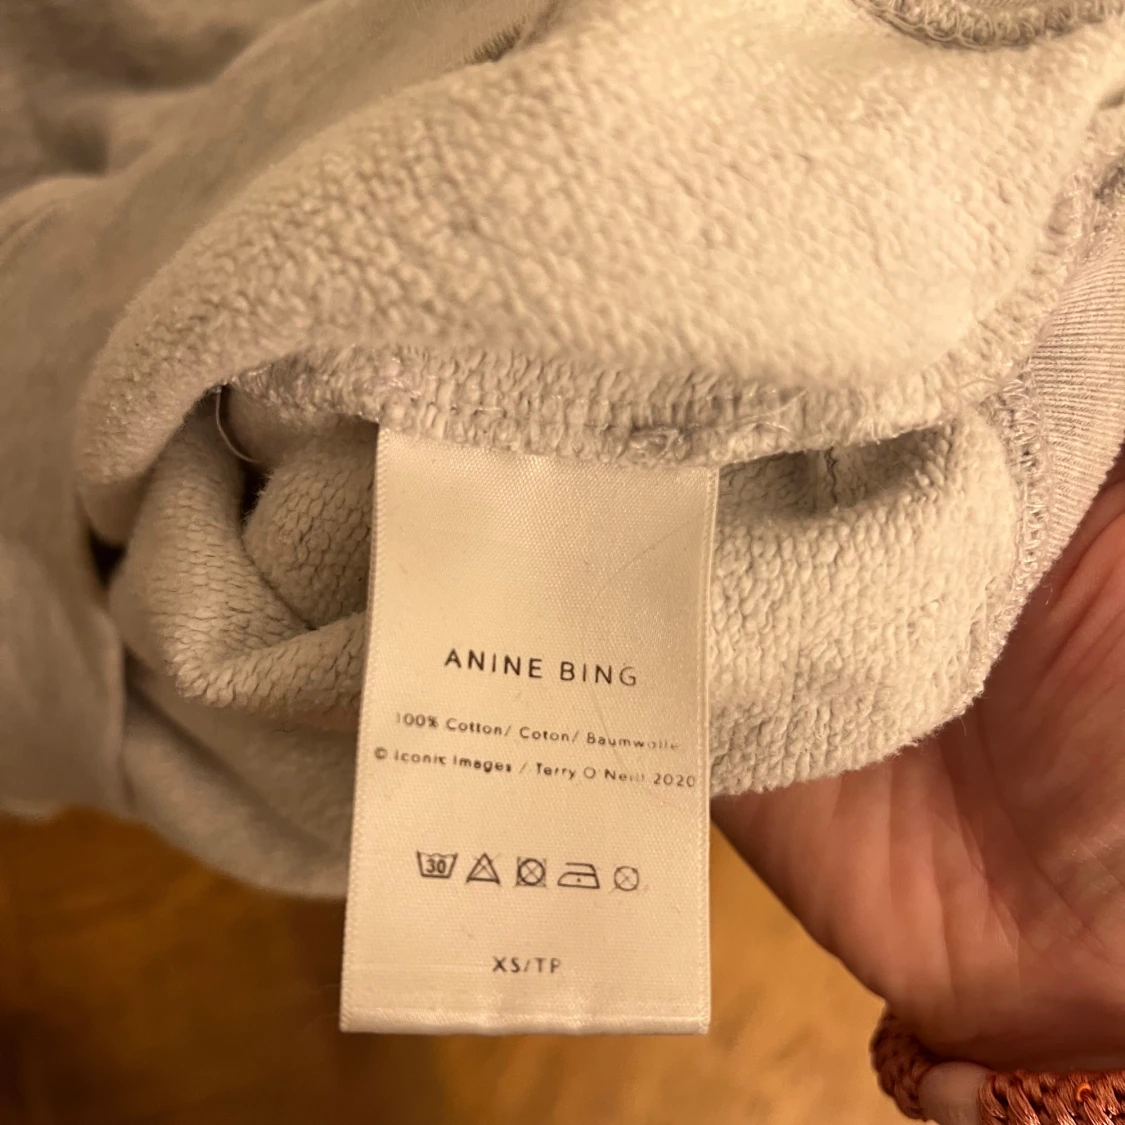 ANINE BING
100% Cotton/ Coton/ Baumwolle
© Iconic Images / Terry O'Neill 2020
30
XS/TP